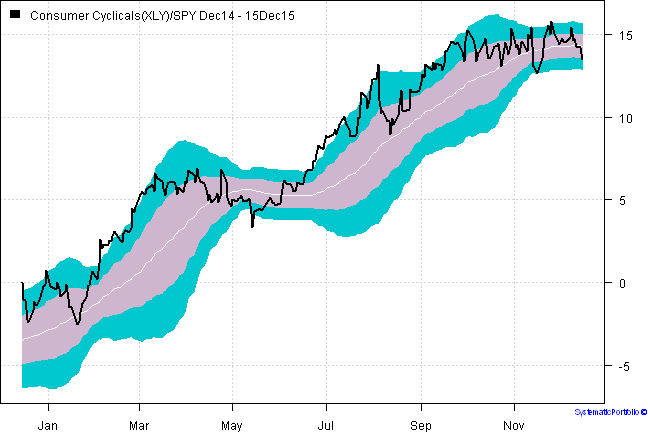 Consumer Cyclicals(XLY)/SPY Dec14 - 15Dec15
15
10
5
0
-5
Jan Mar May Jul Sep Nov
SystematicPortfolio ©